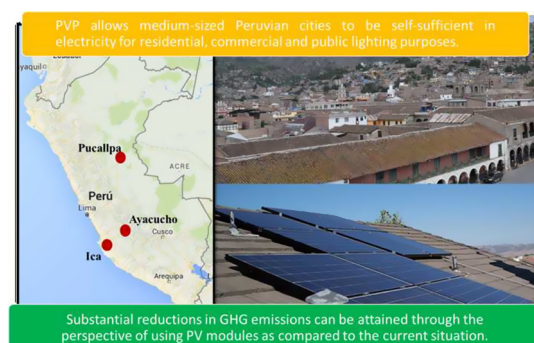 PVP allows medium-sized Peruvian cities to be self-sufficient in
electricity for residential, commercial and public lighting purposes.
Pucallpa
ACRE
Perú
Lima
Ayacucho
Cusco
Ica
Arequipa
Substantial reductions in GHG emissions can be attained through the
perspective of using PV modules as compared to the current situation.